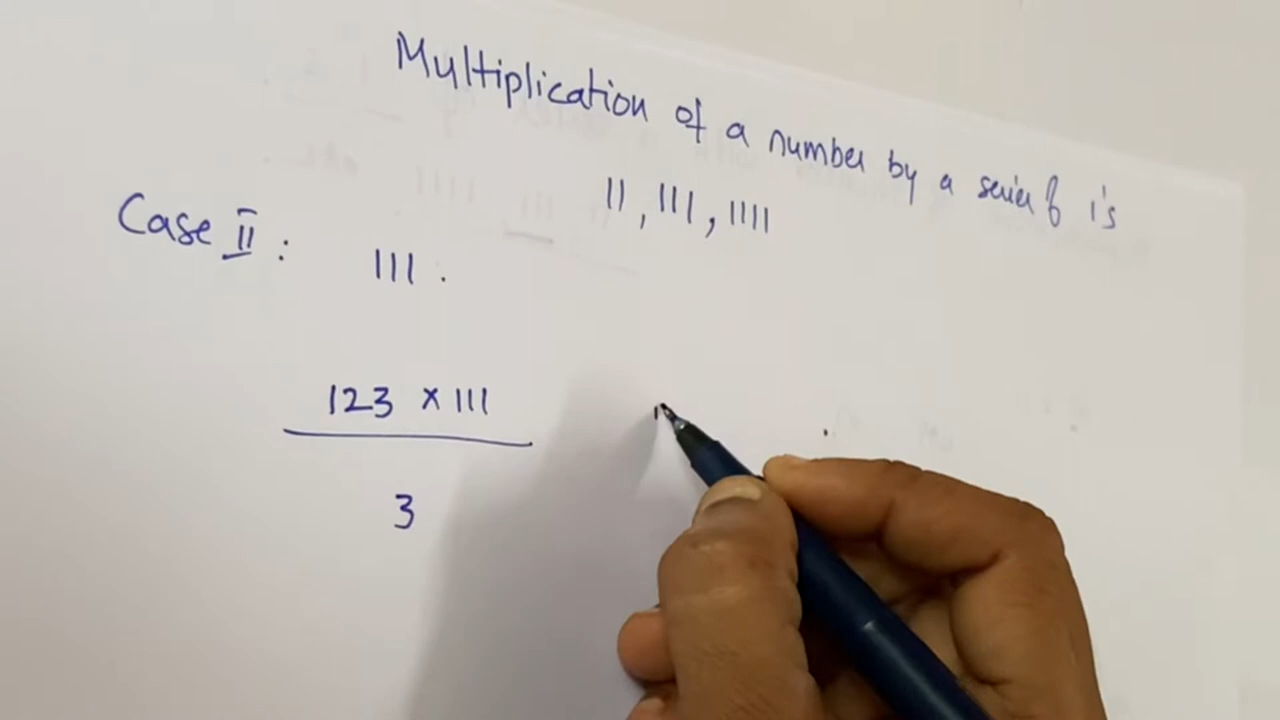 Multiplication of a number by a series of 1's
11, 111, 1111
Case II : 111 .
123 x 111
3